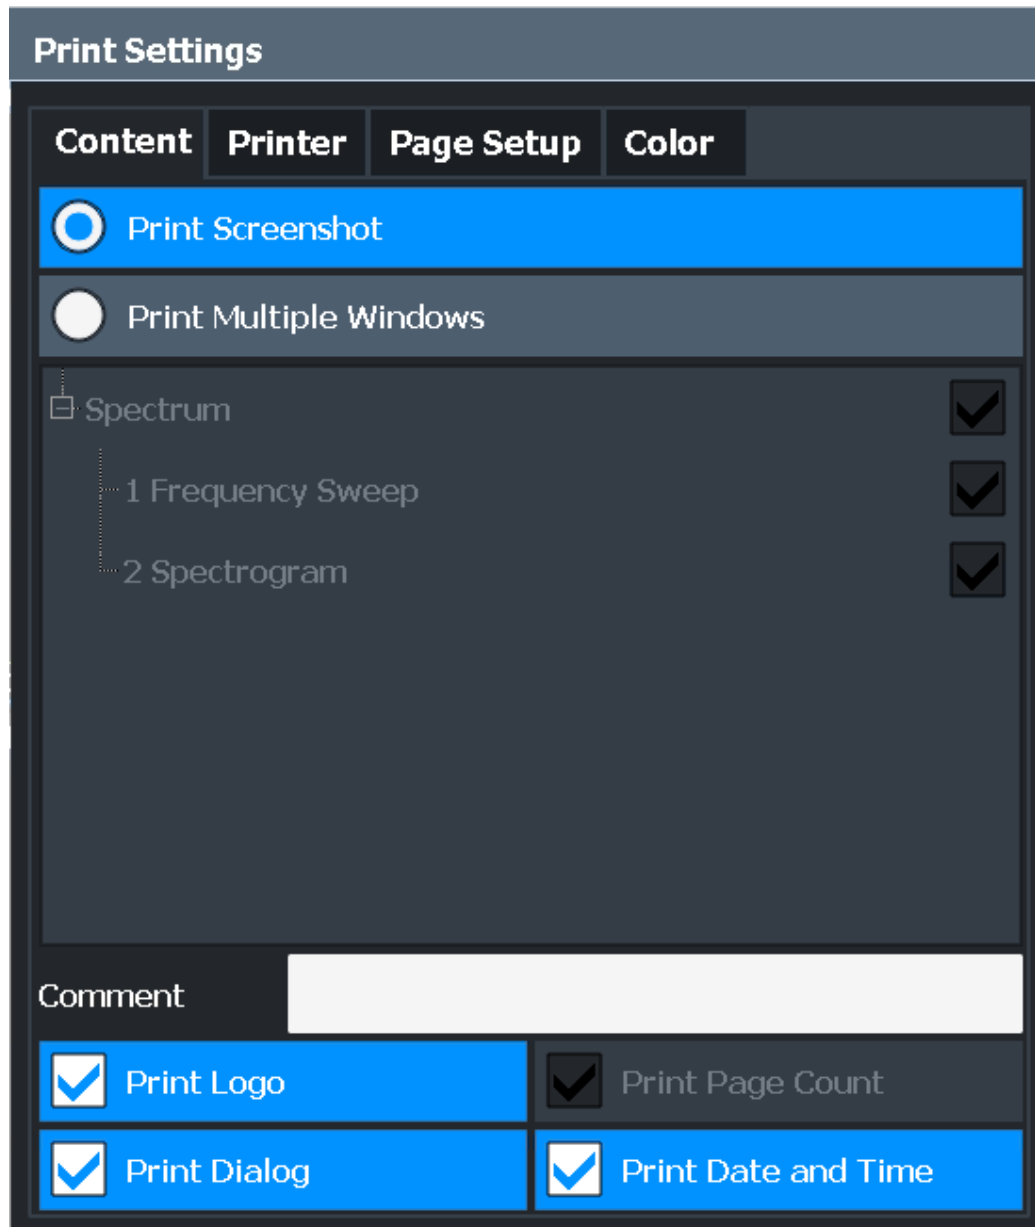 Print Settings
Content Printer Page Setup Color
Print Screenshot
Print Multiple Windows
Spectrum
1 Frequency Sweep
2 Spectrogram
Comment
Print Logo Print Page Count
Print Dialog Print Date and Time